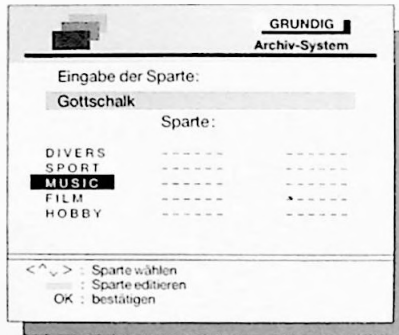 GRUNDIG
Archiv-System
Eingabe der Sparte:
Gottschalk
Sparte:
DIVERS ------ ------
SPORT ------ ------
MUSIC ------ ------
FILM ------ ------
HOBBY ------ ------
<^⌄> : Sparte wählen
: Sparte editieren
OK : bestätigen